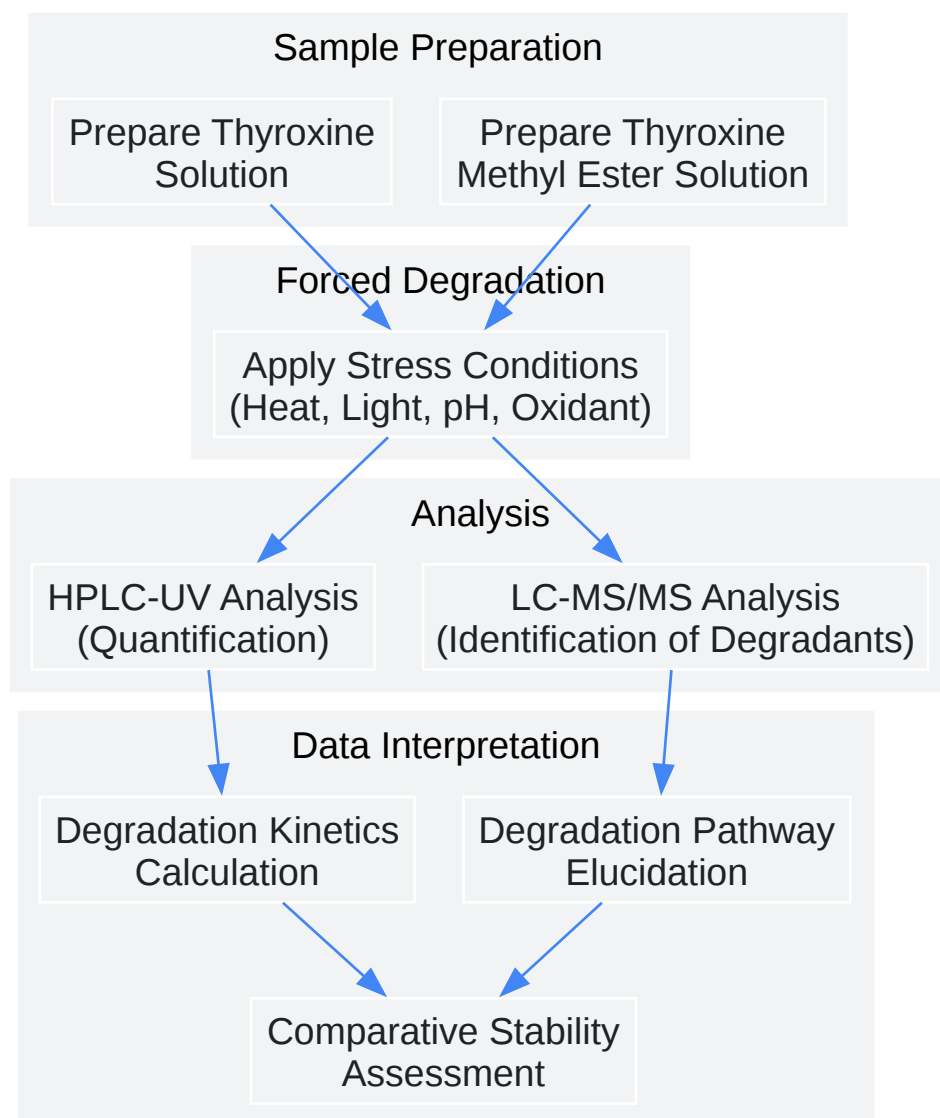 Sample Preparation
Prepare Thyroxine
Solution
Prepare Thyroxine
Methyl Ester Solution
Forced Degradation
Apply Stress Conditions
(Heat, Light, pH, Oxidant)
Analysis
HPLC-UV Analysis
(Quantification)
LC-MS/MS Analysis
(Identification of Degradants)
Data Interpretation
Degradation Kinetics
Calculation
Degradation Pathway
Elucidation
Comparative Stability
Assessment